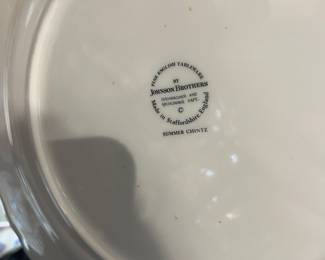 FINE ENGLISH TABLEWARE
BY
JOHNSON BROTHERS
DISHWASHER AND
MICROWAVE SAFE
©
Made in Staffordshire, England
SUMMER CHINTZ